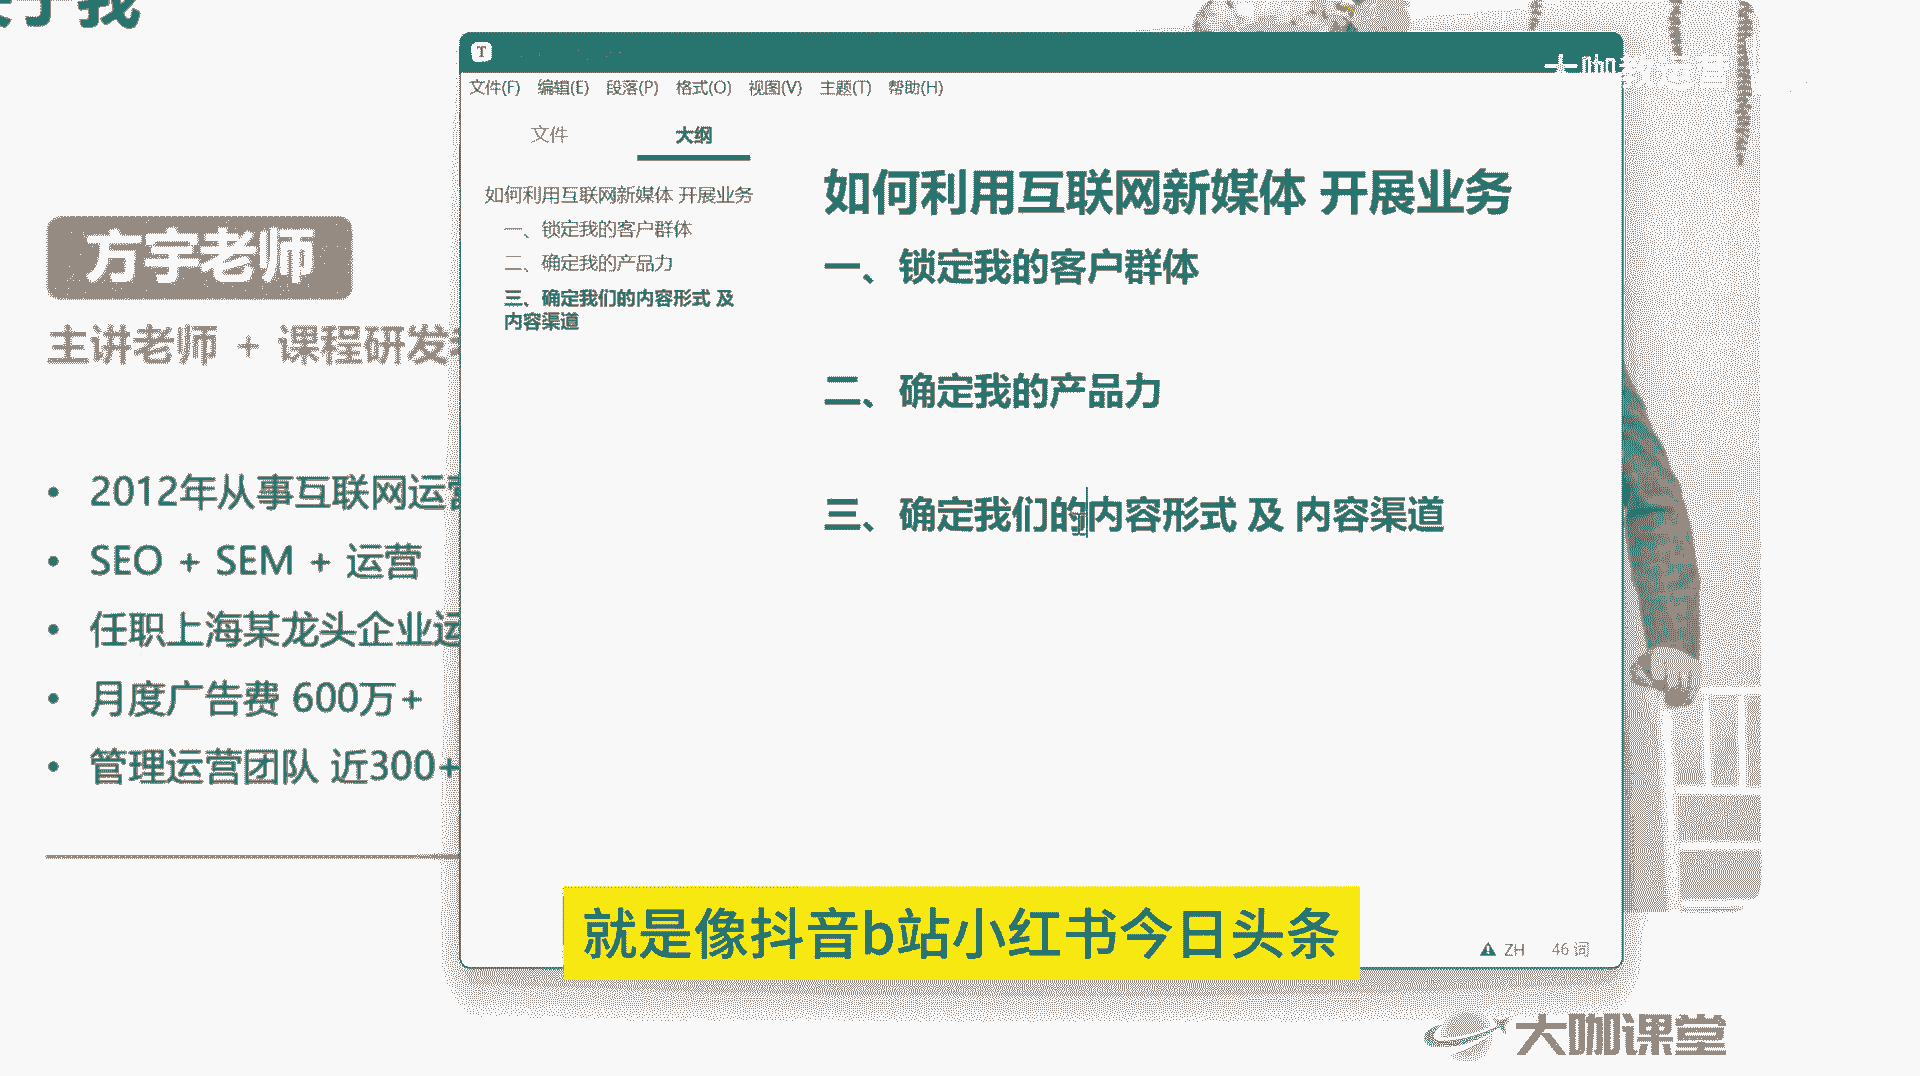 于我
方宇老师
主讲老师 + 课程研发
• 2012年从事互联网运营
• SEO + SEM + 运营
• 任职上海某龙头企业运
• 月度广告费 600万+
• 管理运营团队 近300+
T
文件(F) 编辑(E) 段落(P) 格式(O) 视图(V) 主题(T) 帮助(H)
文件 大纲
如何利用互联网新媒体 开展业务
一、锁定我的客户群体
二、确定我的产品力
三、确定我们的内容形式 及
内容渠道
如何利用互联网新媒体 开展业务
一、锁定我的客户群体
二、确定我的产品力
三、确定我们的内容形式 及 内容渠道
就是像抖音b站小红书今日头条
ZH 46 词
大咖教运营
大咖课堂